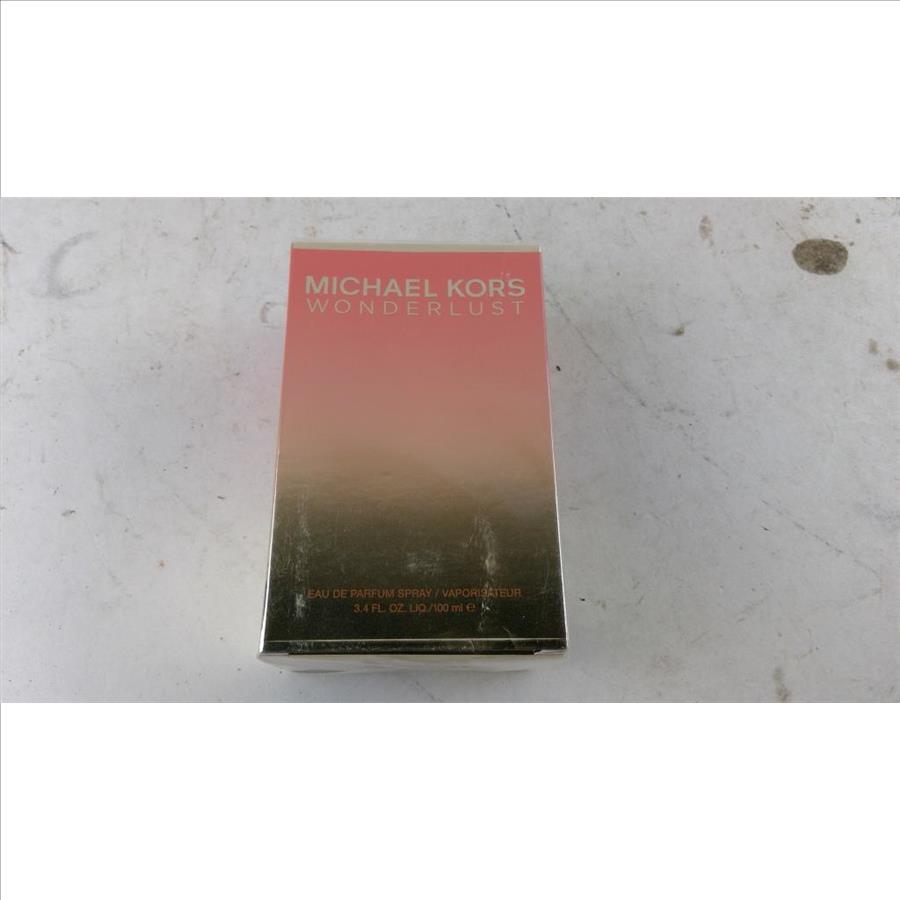 MICHAEL KORS
WONDERLUST
EAU DE PARFUM SPRAY / VAPORISATEUR
3.4 FL. OZ. LIQ./100 ml ℮